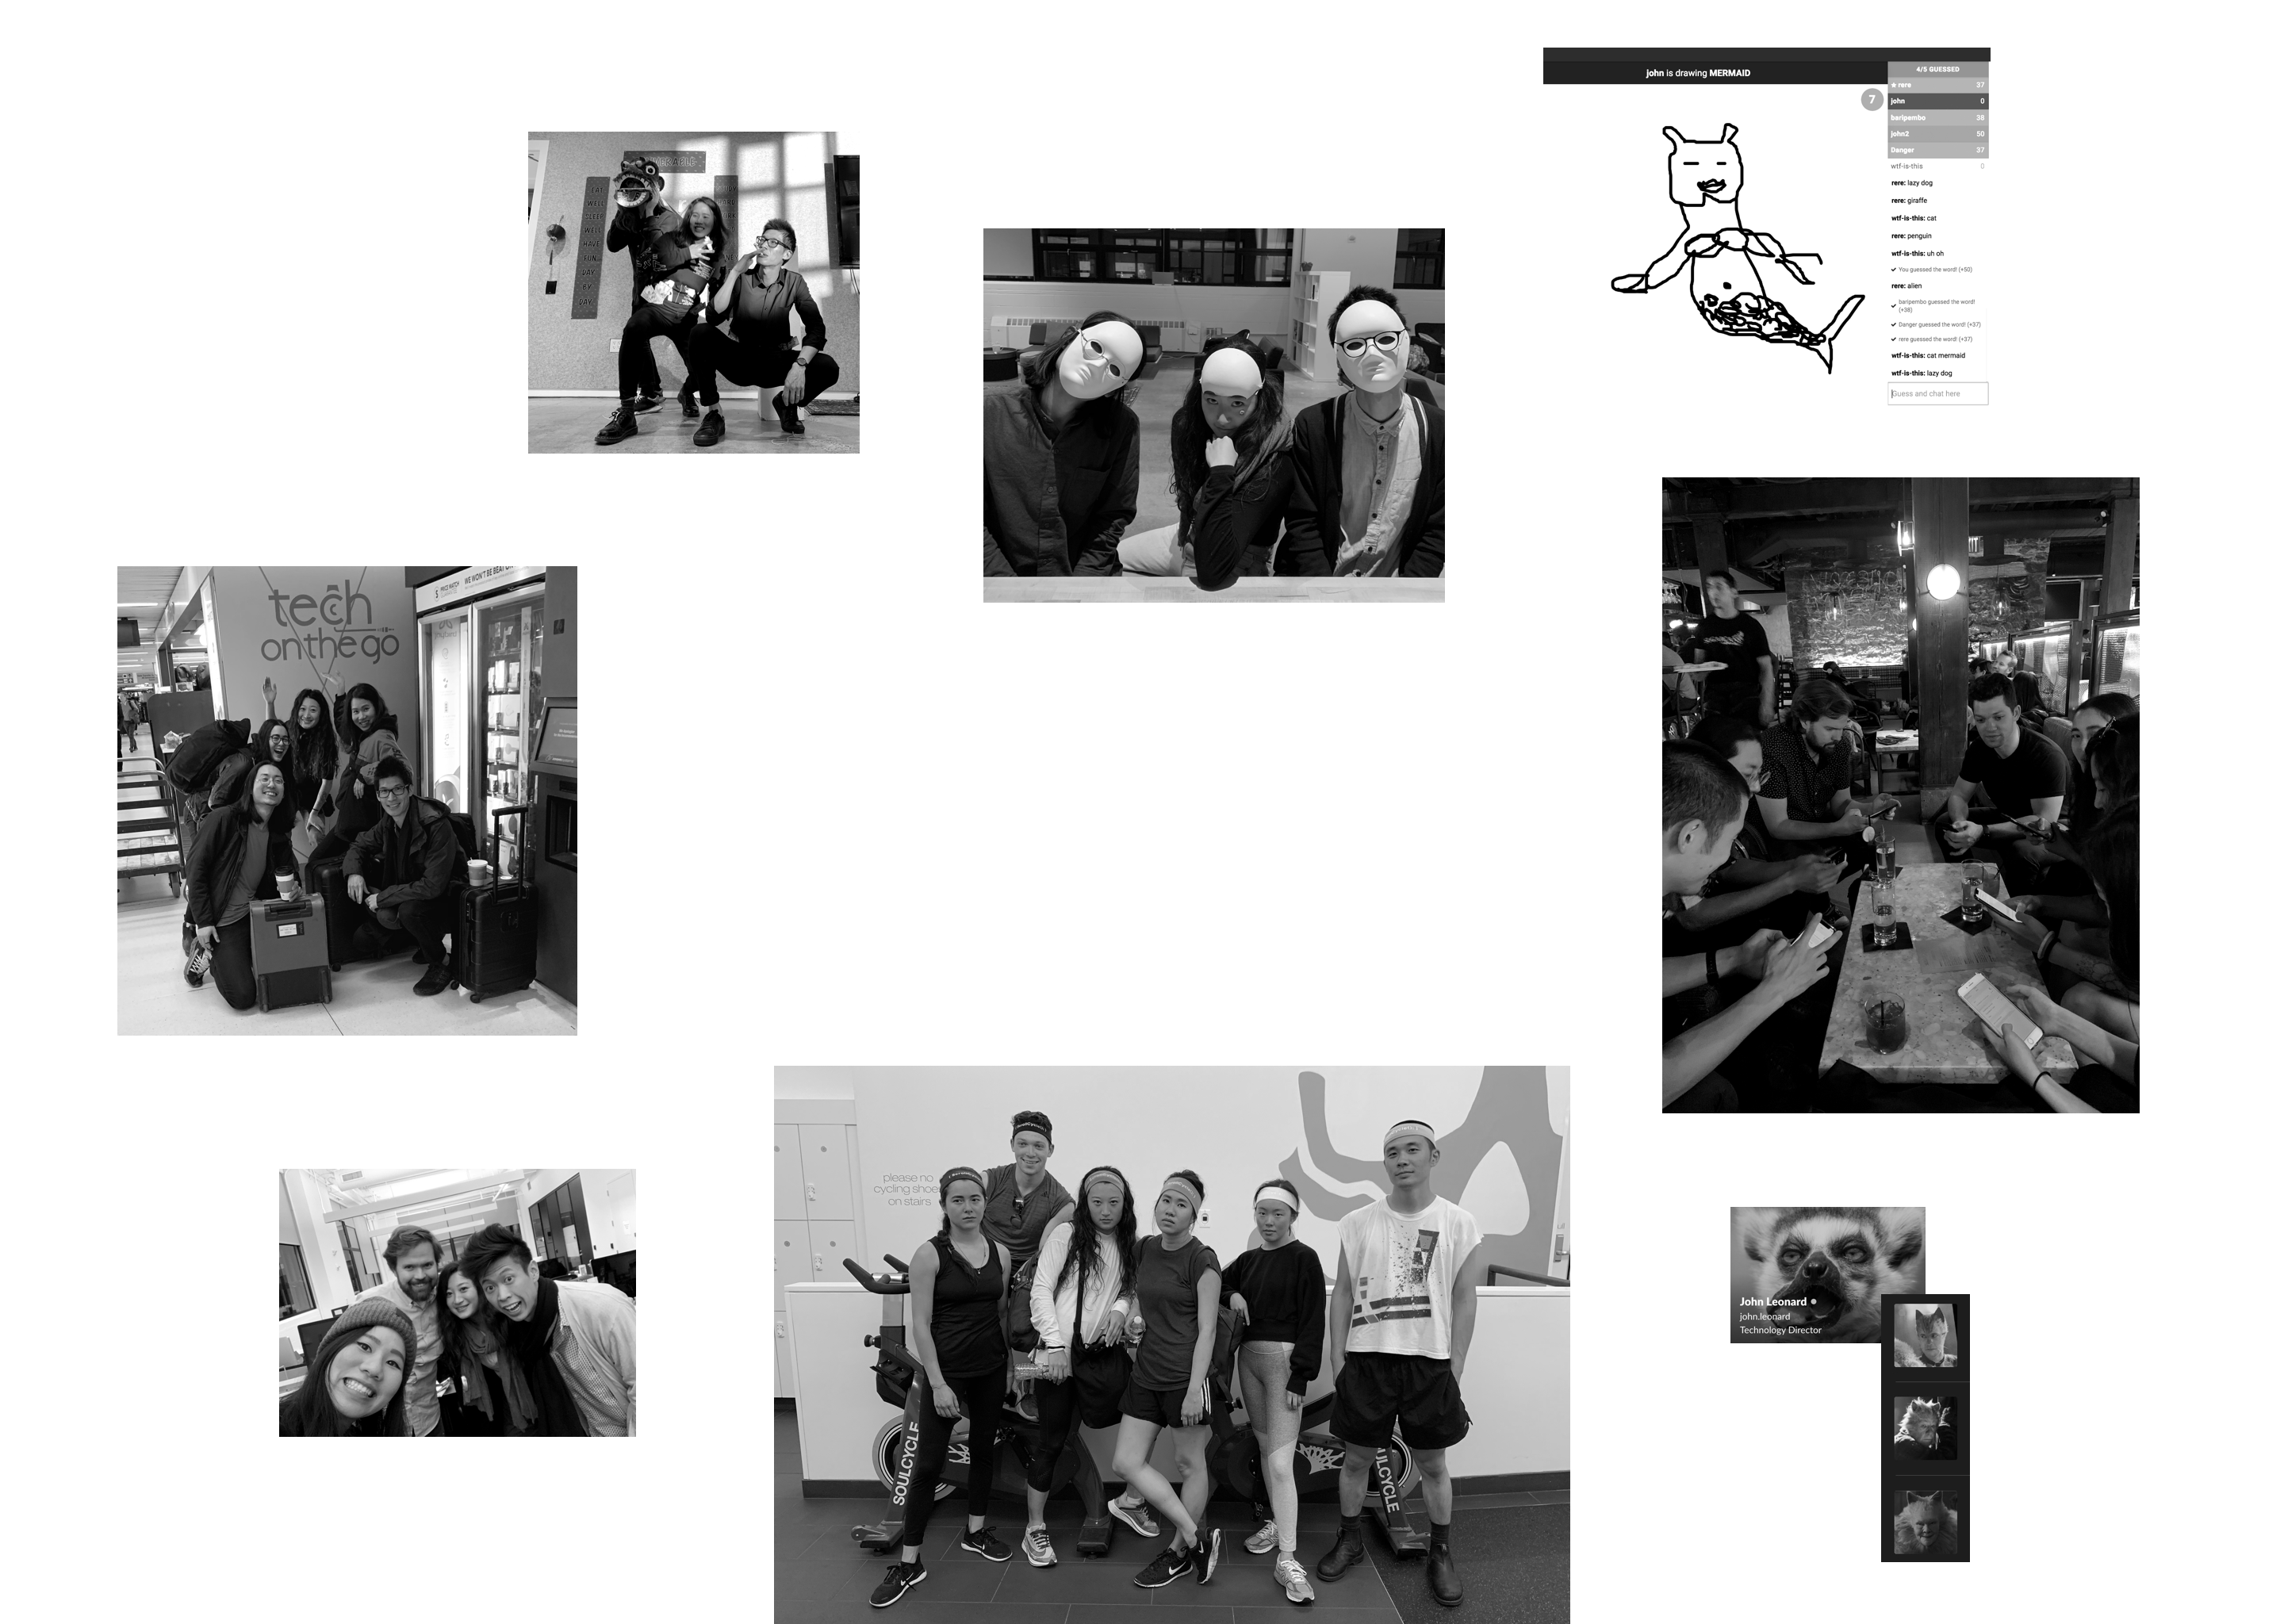 john is drawing MERMAID
7
4/5 GUESSED
★ rere 37
john 0
baripembo 38
john2 50
Danger 37
wtf-is-this 0
rere: lazy dog
rere: giraffe
wtf-is-this: cat
rere: penguin
wtf-is-this: uh oh
✔ You guessed the word! (+50)
rere: alien
✔ baripembo guessed the word!
(+38)
✔ Danger guessed the word! (+37)
✔ rere guessed the word! (+37)
wtf-is-this: cat mermaid
wtf-is-this: lazy dog
Guess and chat here
EAT
WELL
SLEEP
WELL
HAVE
FUN
DAY
BY
DAY
tech
on the go
PRICE MATCH
WE WON'T BE
please no
cycling shoe
on stairs
SOULCYCLE
ULCYCLE
John Leonard
john.leonard
Technology Director